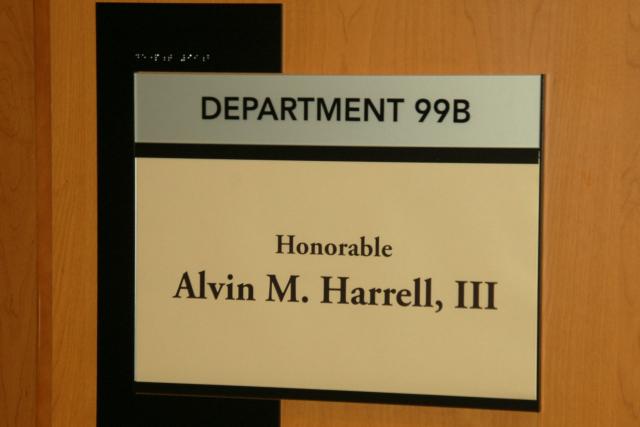 DEPARTMENT 99B
Honorable
Alvin M. Harrell, III